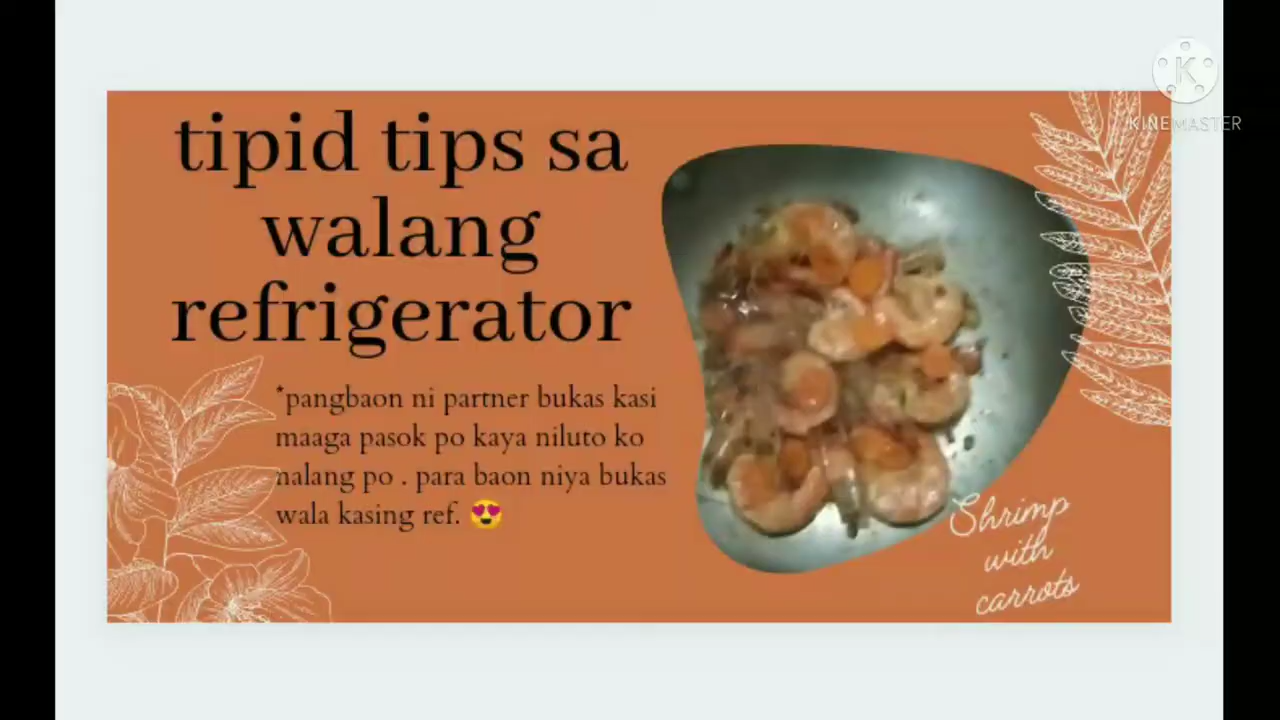 tipid tips sa
walang
refrigerator
*pangbaon ni partner bukas kasi
maaga pasok po kaya niluto ko
nalang po . para baon niya bukas
wala kasing ref. 😍
Shrimp
with
carrots
K
KINEMASTER